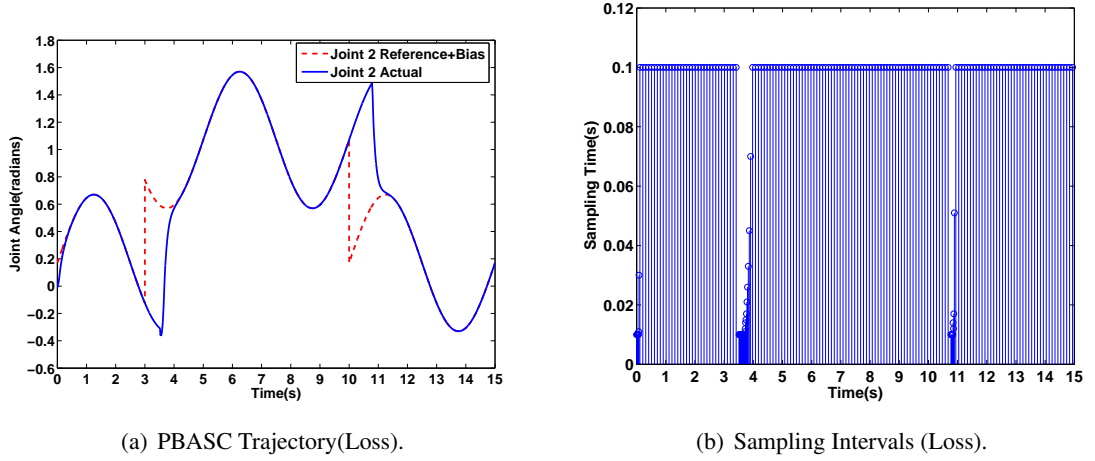 1.8
1.6
1.4
1.2
1
0.8
0.6
0.4
0.2
0
−0.2
−0.4
−0.6
0 1 2 3 4 5 6 7 8 9 10 11 12 13 14 15
Joint Angle(radians)
Time(s)
Joint 2 Reference+Bias
Joint 2 Actual
(a) PBASC Trajectory(Loss).
0.12
0.1
0.08
0.06
0.04
0.02
0
0 1 2 3 4 5 6 7 8 9 10 11 12 13 14 15
Sampling Time(s)
Time(s)
(b) Sampling Intervals (Loss).